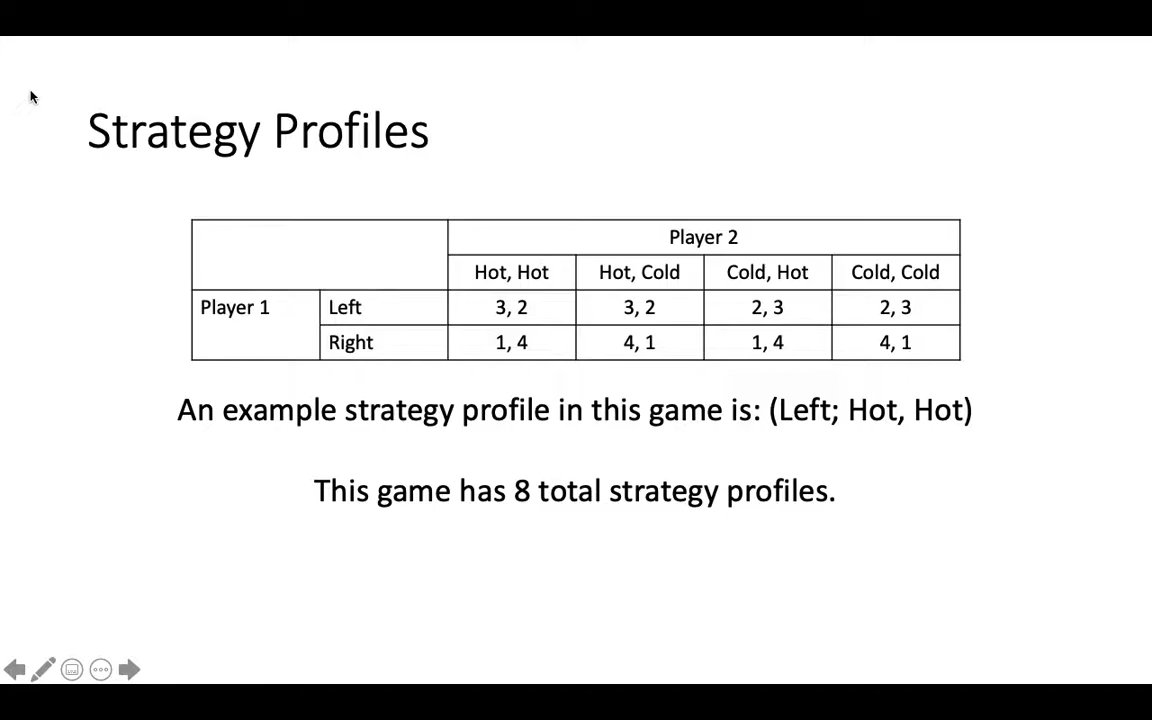 Strategy Profiles
Player 2
Hot, Hot Hot, Cold Cold, Hot Cold, Cold
Player 1 Left 3, 2 3, 2 2, 3 2, 3
Right 1, 4 4, 1 1, 4 4, 1
An example strategy profile in this game is: (Left; Hot, Hot)
This game has 8 total strategy profiles.